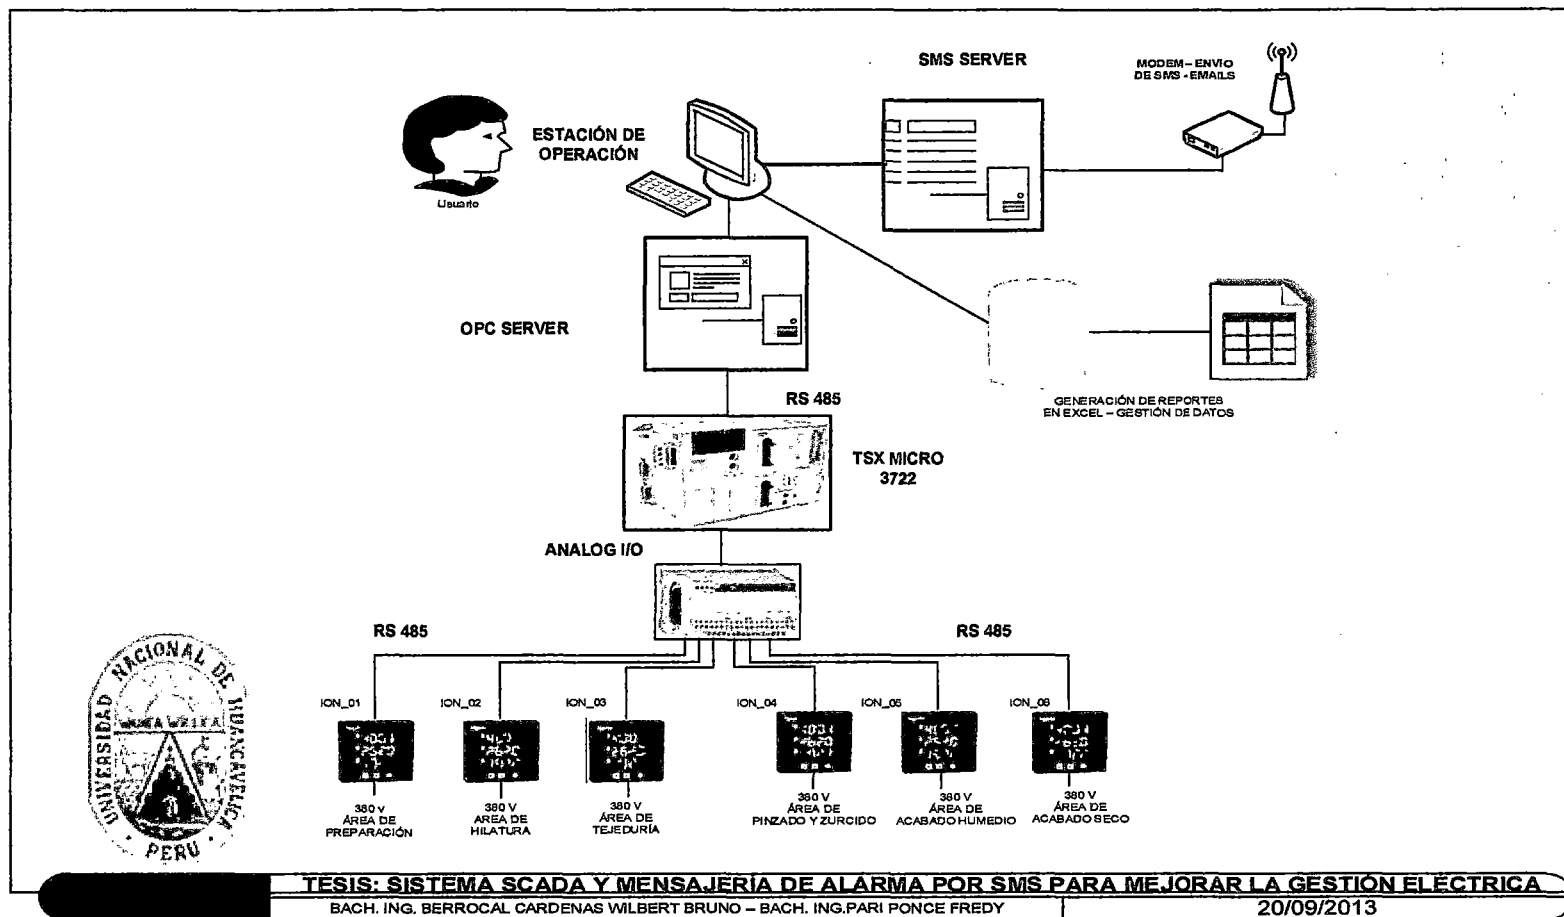 SMS SERVER
MODEM – ENVIO
DE SMS - EMAILS
ESTACIÓN DE
OPERACIÓN
Usuario
OPC SERVER
GENERACIÓN DE REPORTES
EN EXCEL – GESTIÓN DE DATOS
RS 485
TSX MICRO
3722
ANALOG I/O
RS 485
RS 485
ION_01
ION_02
ION_03
ION_04
ION_05
ION_06
380 v
ÁREA DE
PREPARACIÓN
380 V
AREA DE
HILATURA
380 V
ÁREA DE
TEJEDURÍA
380 V
ÁREA DE
PINZADO Y ZURCIDO
380 V
ÁREA DE
ACABADO HUMEDIO
380 V
ÁREA DE
ACABADO SECO
UNIVERSIDAD NACIONAL DE HUANCAVELICA
PERU
TESIS: SISTEMA SCADA Y MENSAJERÍA DE ALARMA POR SMS PARA MEJORAR LA GESTIÓN ELÉCTRICA
BACH. ING. BERROCAL CARDENAS WILBERT BRUNO – BACH. ING.PARI PONCE FREDY
20/09/2013